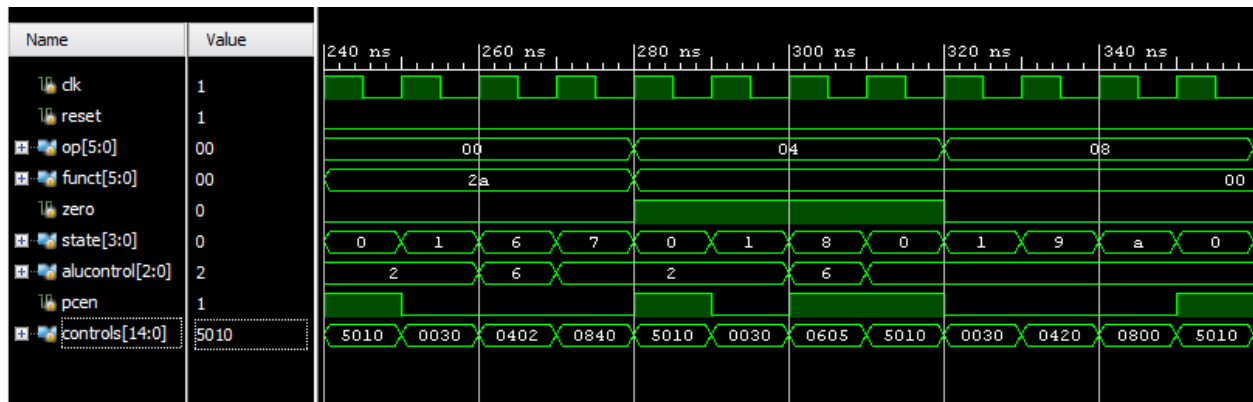 Name Value
|240 ns |260 ns |280 ns |300 ns |320 ns |340 ns
clk 1
reset 1
op[5:0] 00 00 04 08
funct[5:0] 00 2a 00
zero 0
state[3:0] 0 0 1 6 7 0 1 8 0 1 9 a 0
alucontrol[2:0] 2 2 6 2 6
pcen 1
controls[14:0] 5010 5010 0030 0402 0840 5010 0030 0605 5010 0030 0420 0800 5010